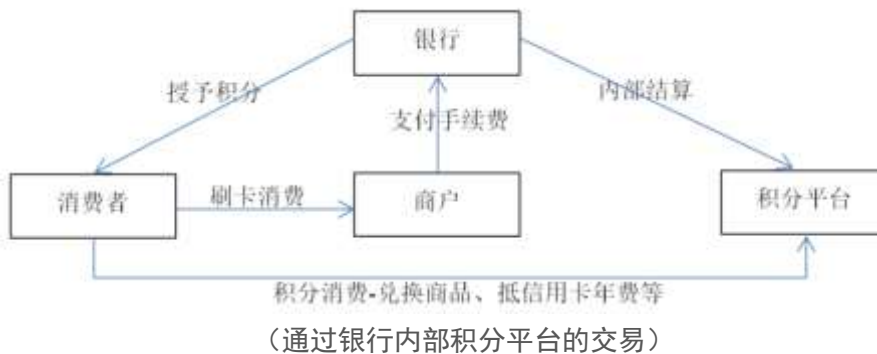 银行
授予积分
内部结算
支付手续费
消费者
刷卡消费
商户
积分平台
积分消费-兑换商品、抵信用卡年费等
（通过银行内部积分平台的交易）